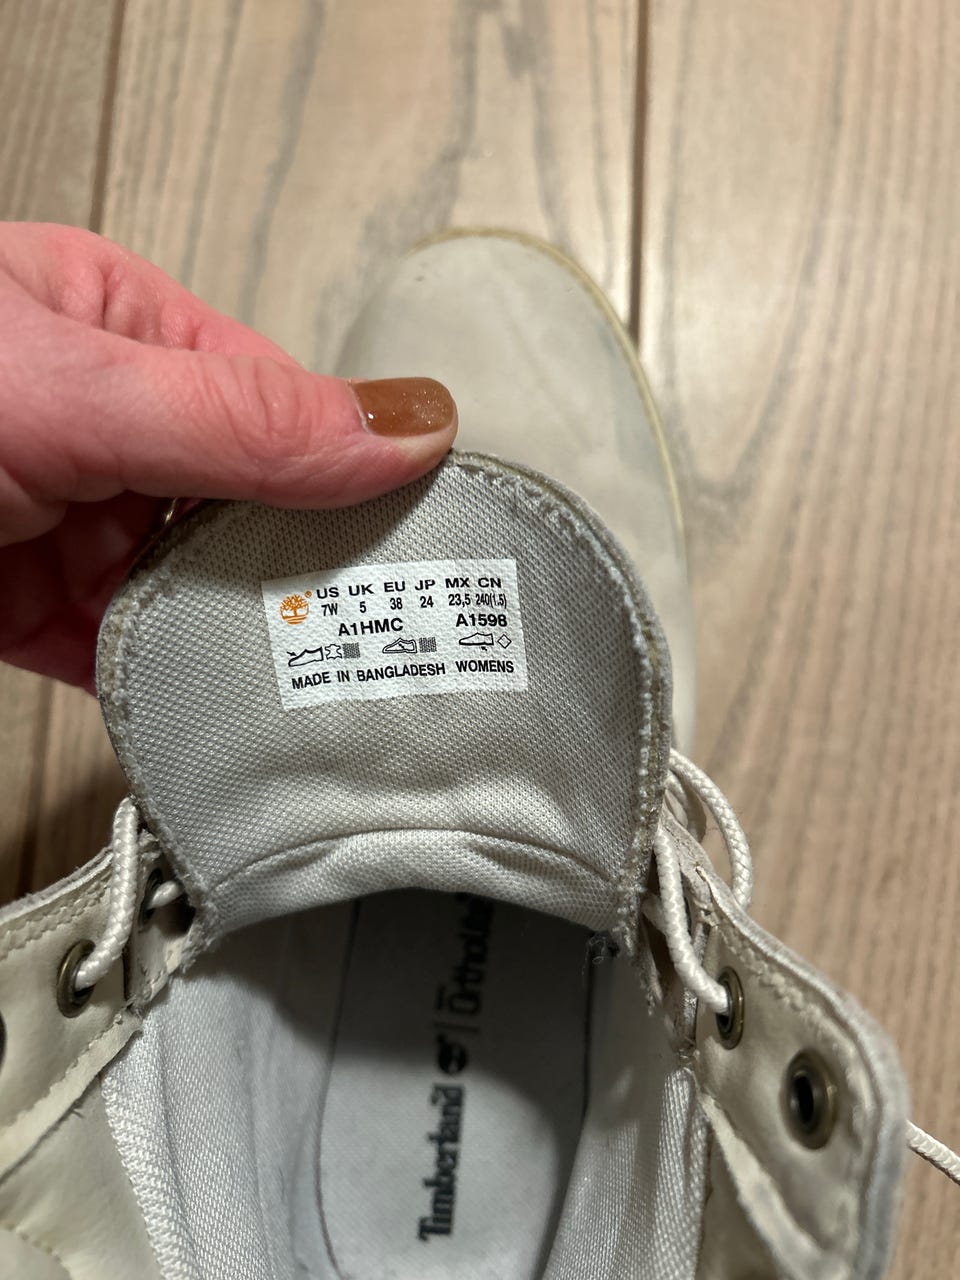 US UK EU JP MX CN
7W 5 38 24 23,5 240(1.5)
A1HMC A1598
MADE IN BANGLADESH WOMENS
Timberland